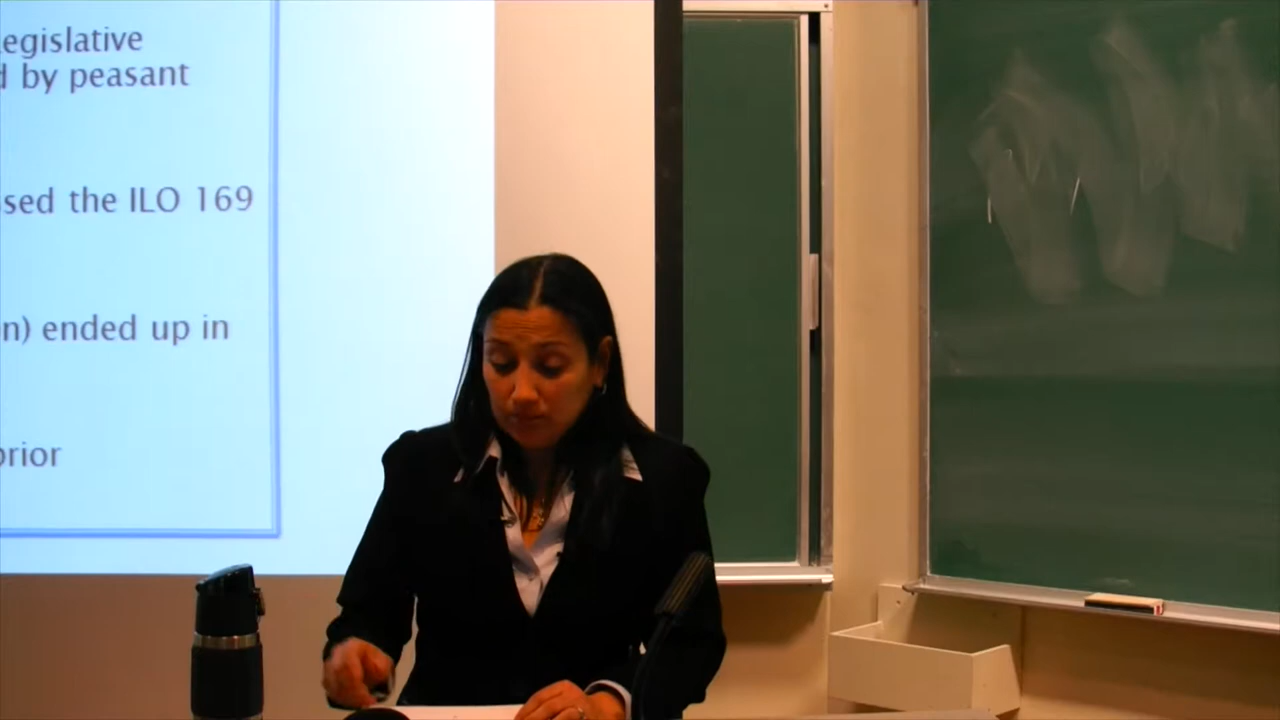 egislative
d by peasant
sed the ILO 169
n) ended up in
prior